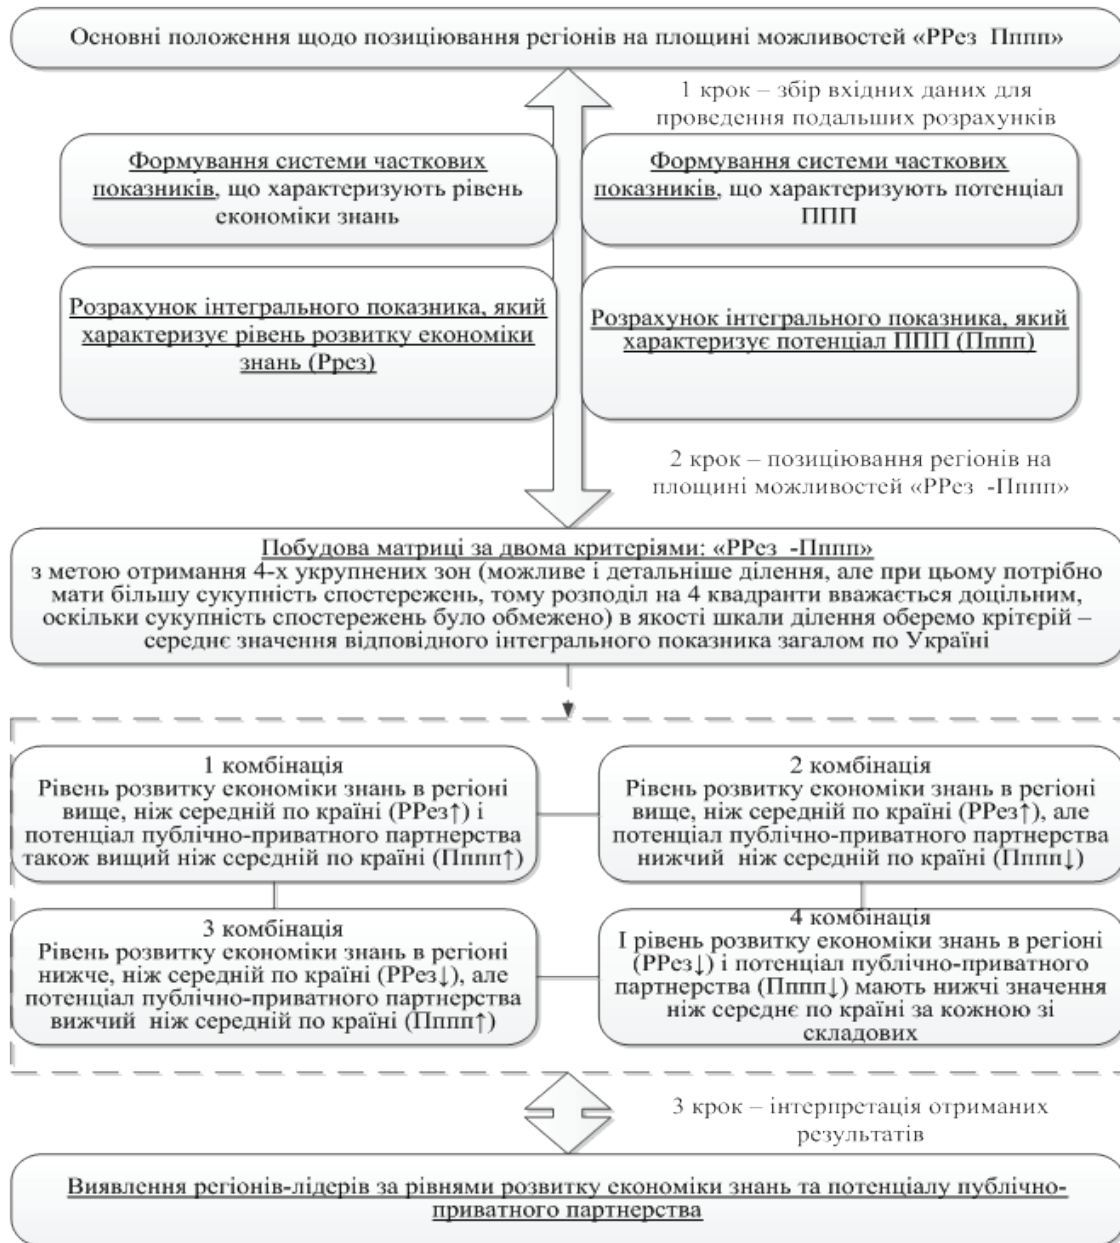 Основні положення щодо позиціювання регіонів на площині можливостей «РРез Пппп»
1 крок – збір вхідних даних для
проведення подальших розрахунків
Формування системи часткових
показників, що характеризують рівень
економіки знань
Формування системи часткових
показників, що характеризують потенціал
ППП
Розрахунок інтегрального показника, який
характеризує рівень розвитку економіки
знань (Ррез)
Розрахунок інтегрального показника, який
характеризує потенціал ППП (Пппп)
2 крок – позиціювання регіонів на
площині можливостей «РРез -Пппп»
Побудова матриці за двома критеріями: «РРез -Пппп»
з метою отримання 4-х укрупнених зон (можливе і детальніше ділення, але при цьому потрібно
мати більшу сукупність спостережень, тому розподіл на 4 квадранти вважається доцільним,
оскільки сукупність спостережень було обмежено) в якості шкали ділення оберемо крітєрій –
середнє значення відповідного інтегрального показника загалом по Україні
1 комбінація
Рівень розвитку економіки знань в регіоні
вище, ніж середній по країні (РРез↑) і
потенціал публічно-приватного партнерства
також вищий ніж середній по країні (Пппп↑)
2 комбінація
Рівень розвитку економіки знань в регіоні
вище, ніж середній по країні (РРез↑), але
потенціал публічно-приватного партнерства
нижчий ніж середній по країні (Пппп↓)
3 комбінація
Рівень розвитку економіки знань в регіоні
нижче, ніж середній по країні (РРез↓), але
потенціал публічно-приватного партнерства
вижчий ніж середній по країні (Пппп↑)
4 комбінація
І рівень розвитку економіки знань в регіоні
(РРез↓) і потенціал публічно-приватного
партнерства (Пппп↓) мають нижчі значення
ніж середнє по країні за кожною зі
складових
3 крок – інтерпретація отриманих
результатів
Виявлення регіонів-лідерів за рівнями розвитку економіки знань та потенціалу публічно-
приватного партнерства